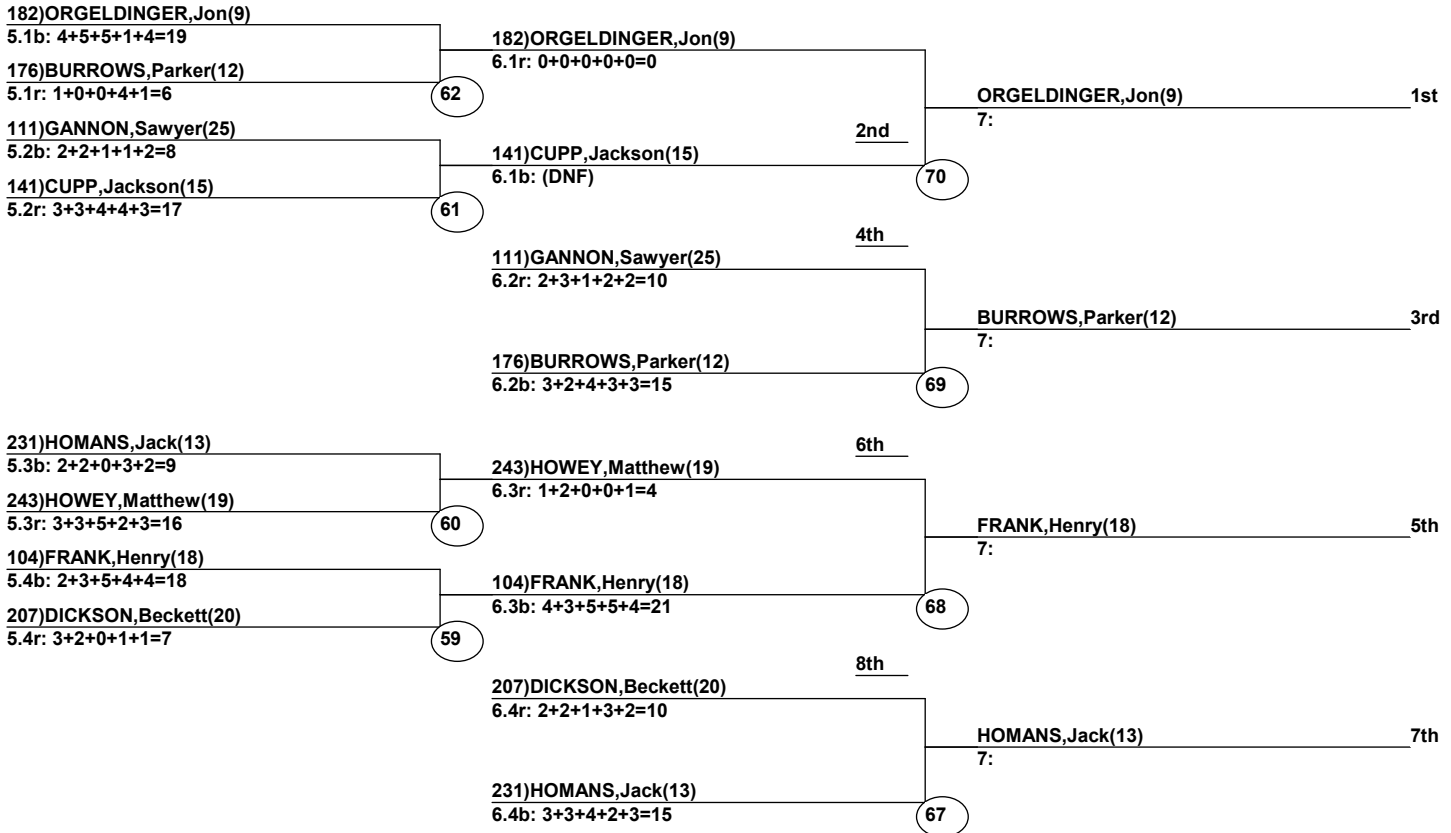 182)ORGELDINGER,Jon(9)
5.1b: 4+5+5+1+4=19
176)BURROWS,Parker(12)
5.1r: 1+0+0+4+1=6
62
111)GANNON,Sawyer(25)
5.2b: 2+2+1+1+2=8
141)CUPP,Jackson(15)
5.2r: 3+3+4+4+3=17
61
182)ORGELDINGER,Jon(9)
6.1r: 0+0+0+0+0=0
2nd
141)CUPP,Jackson(15)
6.1b: (DNF)
70
ORGELDINGER,Jon(9) 1st
7:
4th
111)GANNON,Sawyer(25)
6.2r: 2+3+1+2+2=10
176)BURROWS,Parker(12)
6.2b: 3+2+4+3+3=15
69
BURROWS,Parker(12) 3rd
7:
231)HOMANS,Jack(13)
5.3b: 2+2+0+3+2=9
243)HOWEY,Matthew(19)
5.3r: 3+3+5+2+3=16
60
104)FRANK,Henry(18)
5.4b: 2+3+5+4+4=18
207)DICKSON,Beckett(20)
5.4r: 3+2+0+1+1=7
59
6th
243)HOWEY,Matthew(19)
6.3r: 1+2+0+0+1=4
104)FRANK,Henry(18)
6.3b: 4+3+5+5+4=21
68
FRANK,Henry(18) 5th
7:
8th
207)DICKSON,Beckett(20)
6.4r: 2+2+1+3+2=10
231)HOMANS,Jack(13)
6.4b: 3+3+4+2+3=15
67
HOMANS,Jack(13) 7th
7: